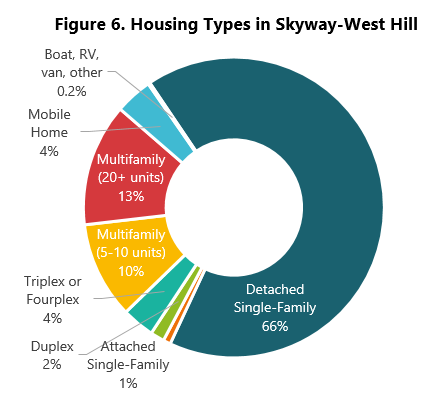 Figure 6. Housing Types in Skyway-West Hill
Boat, RV,
van, other
0.2%
Mobile
Home
4%
Multifamily
(20+ units)
13%
Multifamily
(5-10 units)
10%
Triplex or
Fourplex
4%
Duplex
2%
Attached
Single-Family
1%
Detached
Single-Family
66%